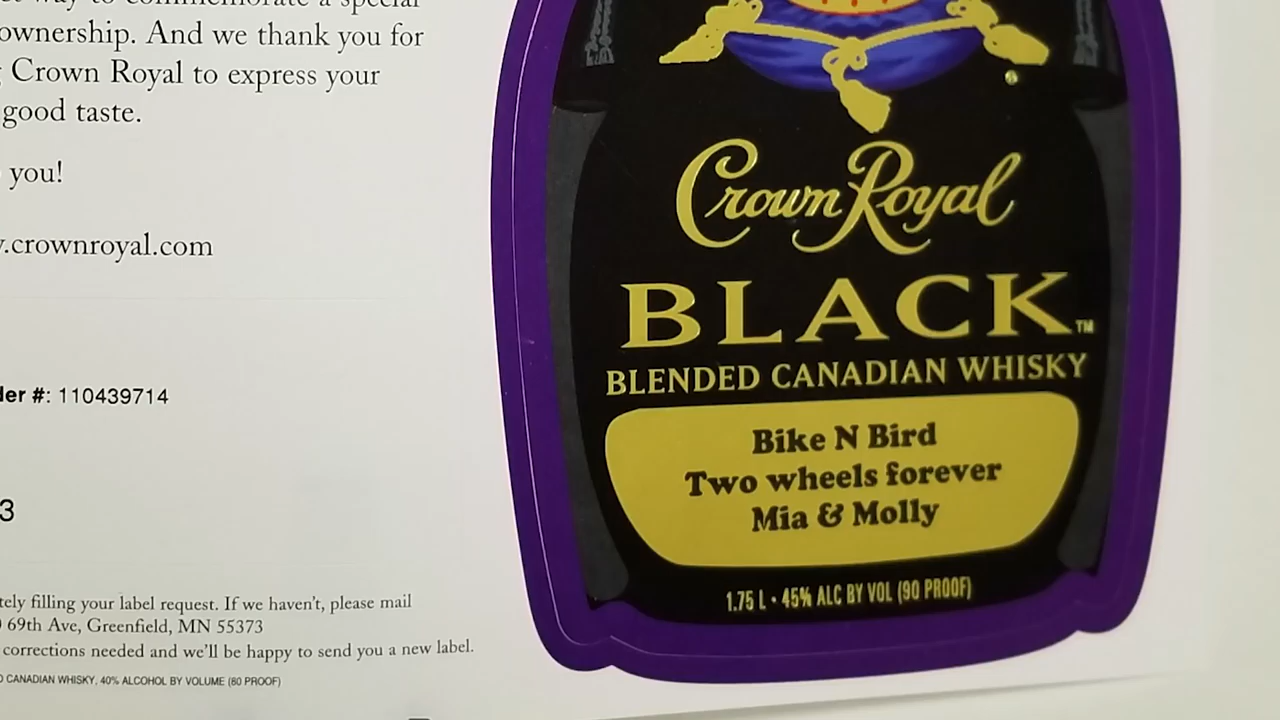 way to commemorate a special
ownership. And we thank you for
Crown Royal to express your
good taste.
you!
.crownroyal.com
der #: 110439714
3
tely filling your label request. If we haven't, please mail
69th Ave, Greenfield, MN 55373
corrections needed and we'll be happy to send you a new label.
CANADIAN WHISKY, 40% ALCOHOL BY VOLUME (80 PROOF)
Crown Royal
BLACK™
BLENDED CANADIAN WHISKY
Bike N Bird
Two wheels forever
Mia & Molly
1.75 L • 45% ALC BY VOL (90 PROOF)